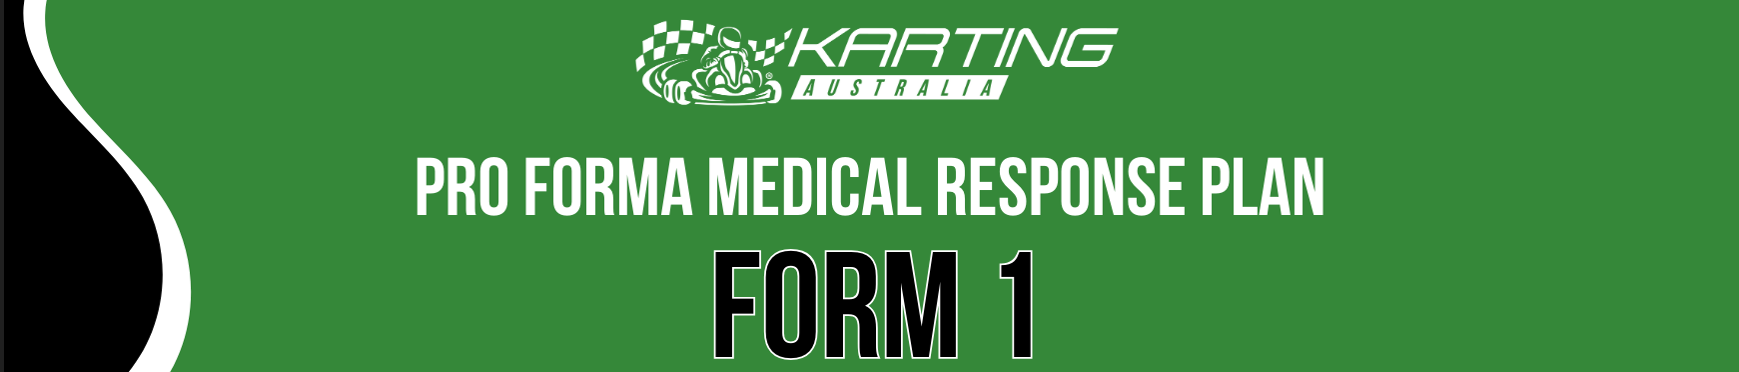 KARTING
AUSTRALIA
®
PRO FORMA MEDICAL RESPONSE PLAN
FORM 1